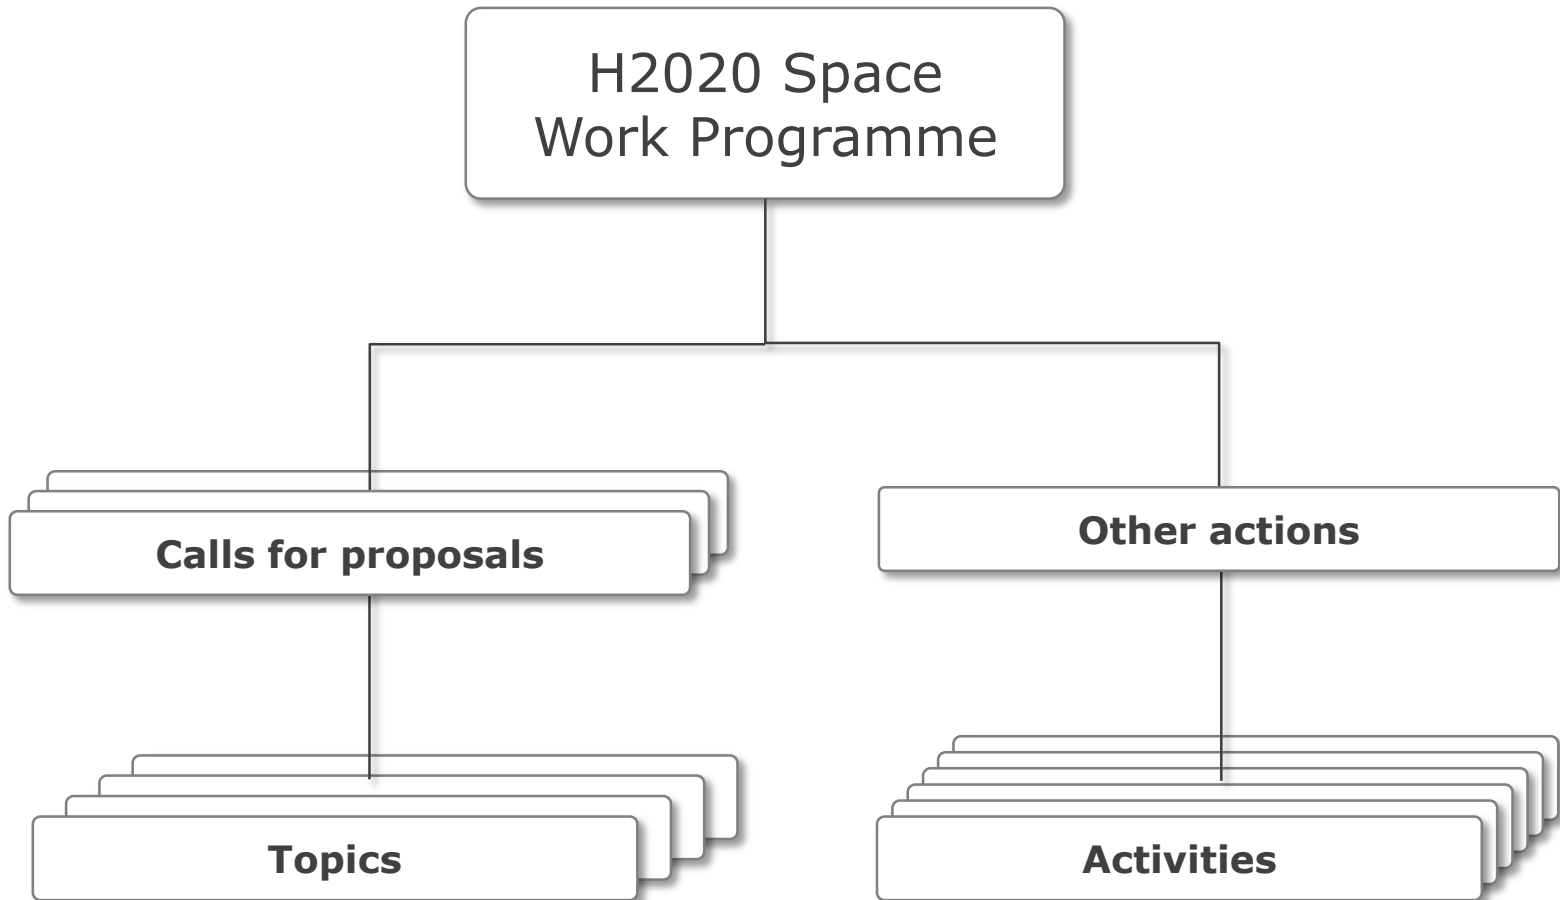 H2020 Space
Work Programme
Calls for proposals
Other actions
Topics
Activities